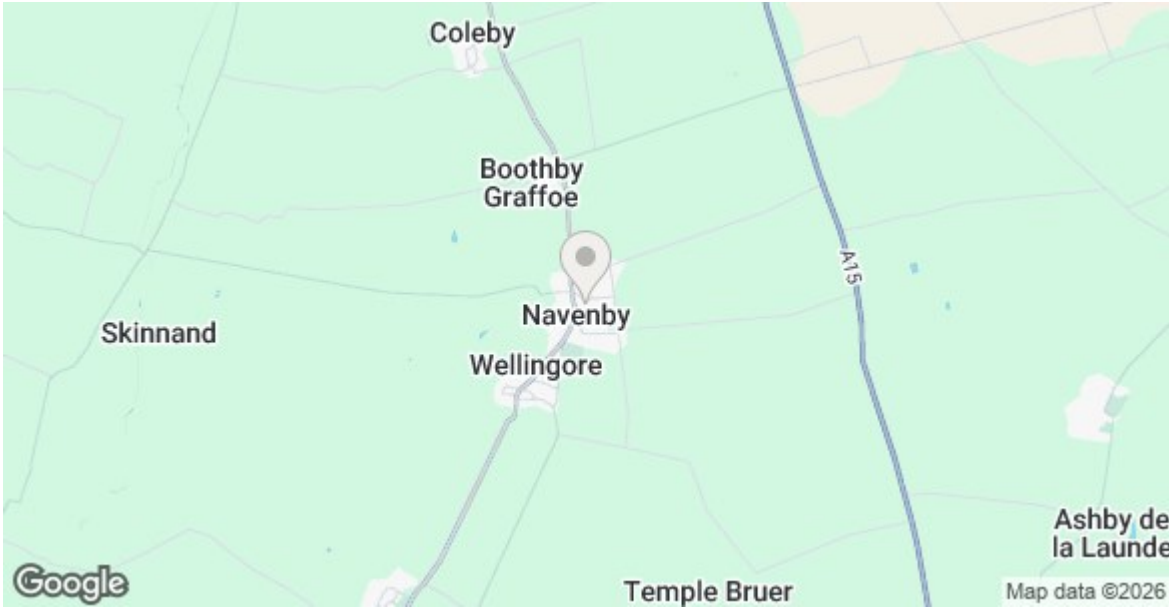 Coleby
Boothby
Graffoe
A15
Navenby
Skinnand
Wellingore
Ashby de
la Launde
Temple Bruer
Google
Map data ©2026